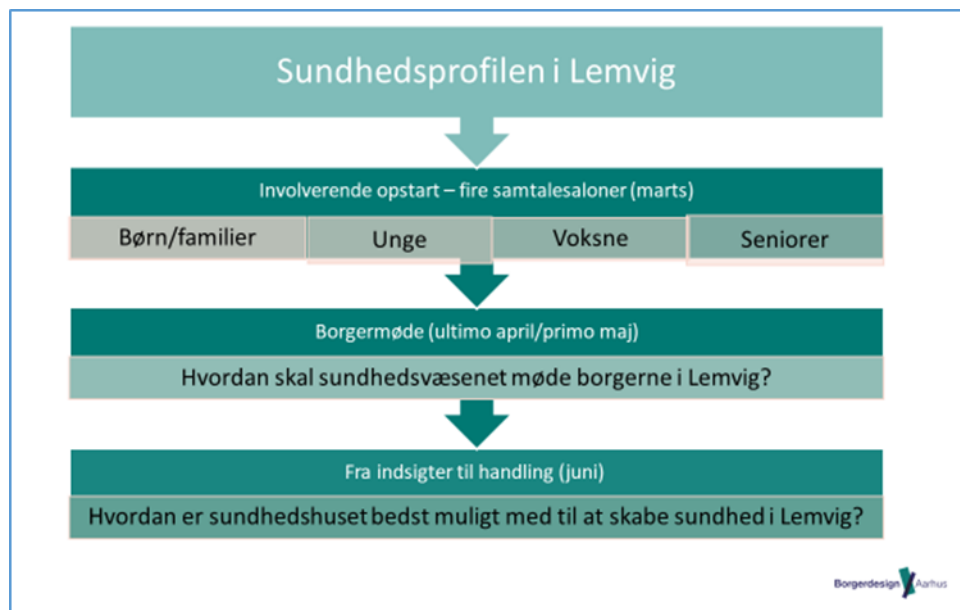 Sundhedsprofilen i Lemvig
Involverende opstart – fire samtalesaloner (marts)
Børn/familier Unge Voksne Seniorer
Borgermøde (ultimo april/primo maj)
Hvordan skal sundhedsvæsenet møde borgerne i Lemvig?
Fra indsigter til handling (juni)
Hvordan er sundhedshuset bedst muligt med til at skabe sundhed i Lemvig?
Borgerdesign Aarhus